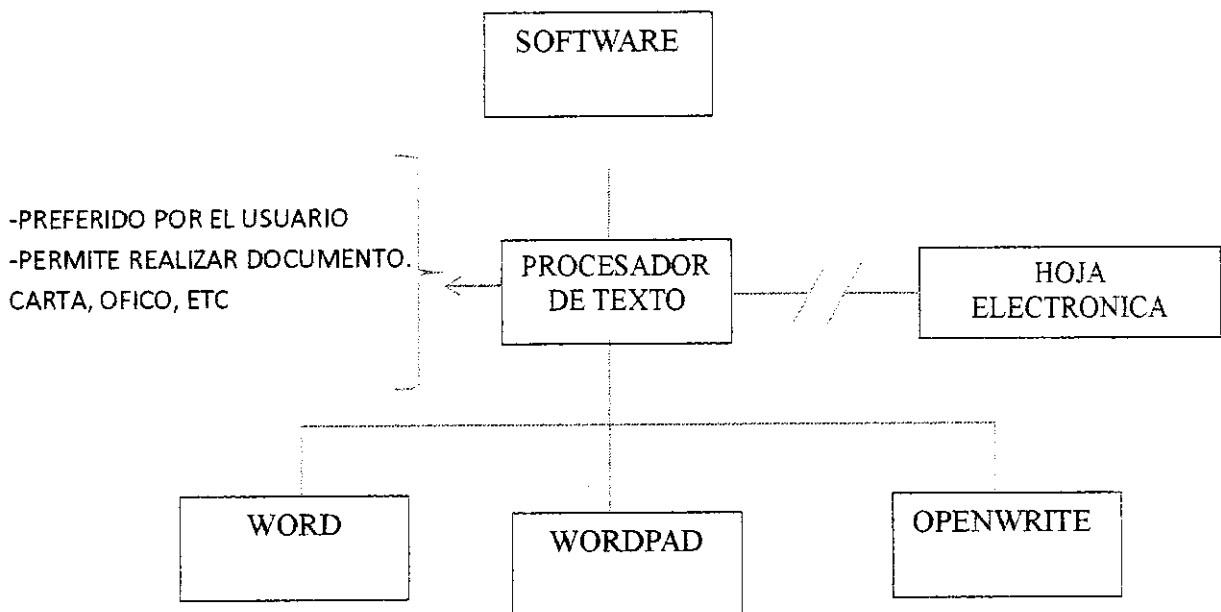 SOFTWARE
-PREFERIDO POR EL USUARIO
-PERMITE REALIZAR DOCUMENTO.
CARTA, OFICO, ETC
PROCESADOR
DE TEXTO
HOJA
ELECTRONICA
WORD
WORDPAD
OPENWRITE